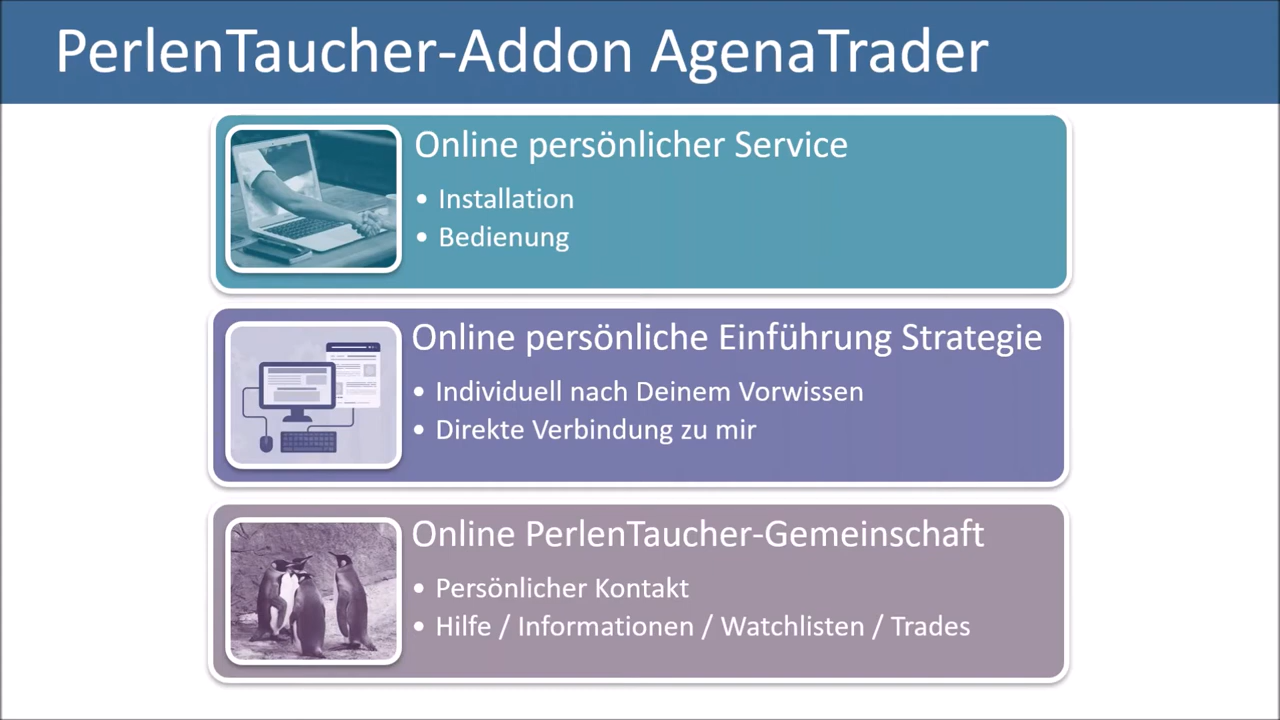 PerlenTaucher-Addon AgenaTrader
Online persönlicher Service
• Installation
• Bedienung
Online persönliche Einführung Strategie
• Individuell nach Deinem Vorwissen
• Direkte Verbindung zu mir
Online PerlenTaucher-Gemeinschaft
• Persönlicher Kontakt
• Hilfe / Informationen / Watchlisten / Trades